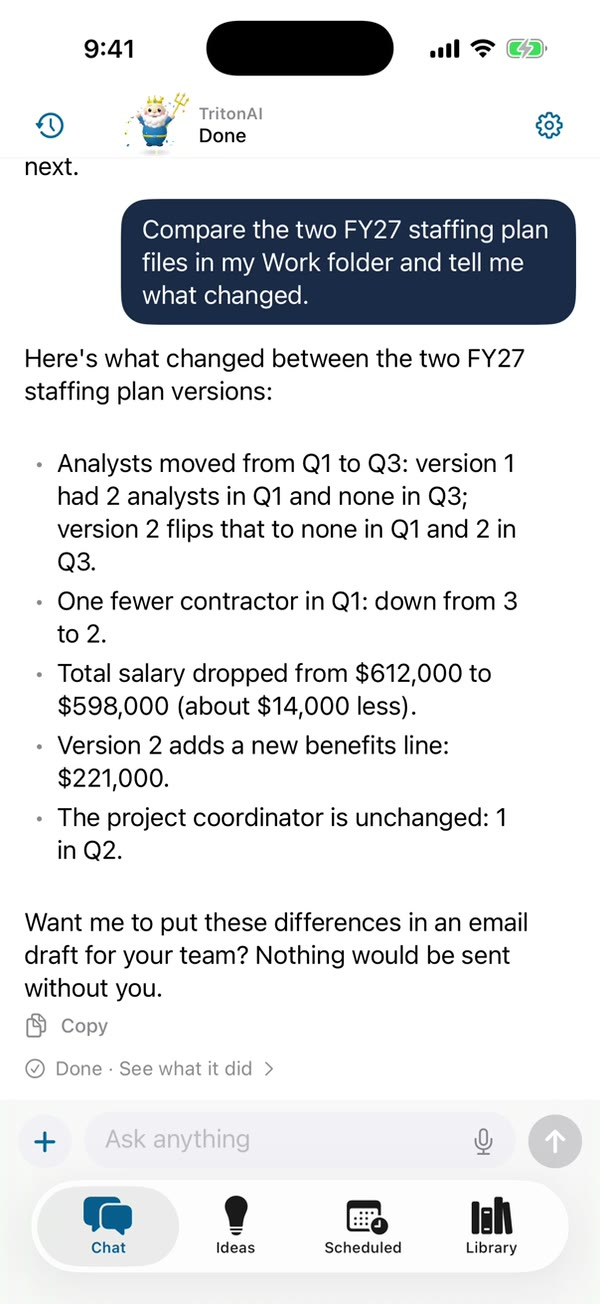 9:41
TritonAI
Done
next.
Compare the two FY27 staffing plan
files in my Work folder and tell me
what changed.
Here's what changed between the two FY27
staffing plan versions:
• Analysts moved from Q1 to Q3: version 1
had 2 analysts in Q1 and none in Q3;
version 2 flips that to none in Q1 and 2 in
Q3.
• One fewer contractor in Q1: down from 3
to 2.
• Total salary dropped from $612,000 to
$598,000 (about $14,000 less).
• Version 2 adds a new benefits line:
$221,000.
• The project coordinator is unchanged: 1
in Q2.
Want me to put these differences in an email
draft for your team? Nothing would be sent
without you.
Copy
Done · See what it did
Ask anything
Chat
Ideas
Scheduled
Library